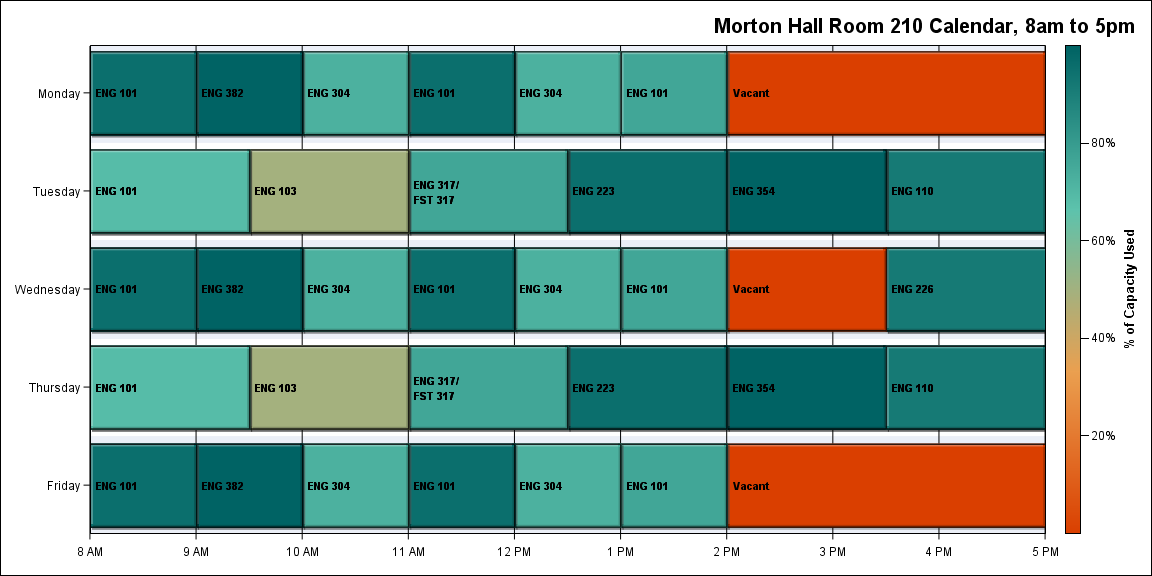 Morton Hall Room 210 Calendar, 8am to 5pm
Monday
ENG 101
ENG 382
ENG 304
ENG 101
ENG 304
ENG 101
Vacant
Tuesday
ENG 101
ENG 103
ENG 317/
FST 317
ENG 223
ENG 354
ENG 110
Wednesday
ENG 101
ENG 382
ENG 304
ENG 101
ENG 304
ENG 101
Vacant
ENG 226
Thursday
ENG 101
ENG 103
ENG 317/
FST 317
ENG 223
ENG 354
ENG 110
Friday
ENG 101
ENG 382
ENG 304
ENG 101
ENG 304
ENG 101
Vacant
8 AM
9 AM
10 AM
11 AM
12 PM
1 PM
2 PM
3 PM
4 PM
5 PM
80%
60%
40%
20%
% of Capacity Used